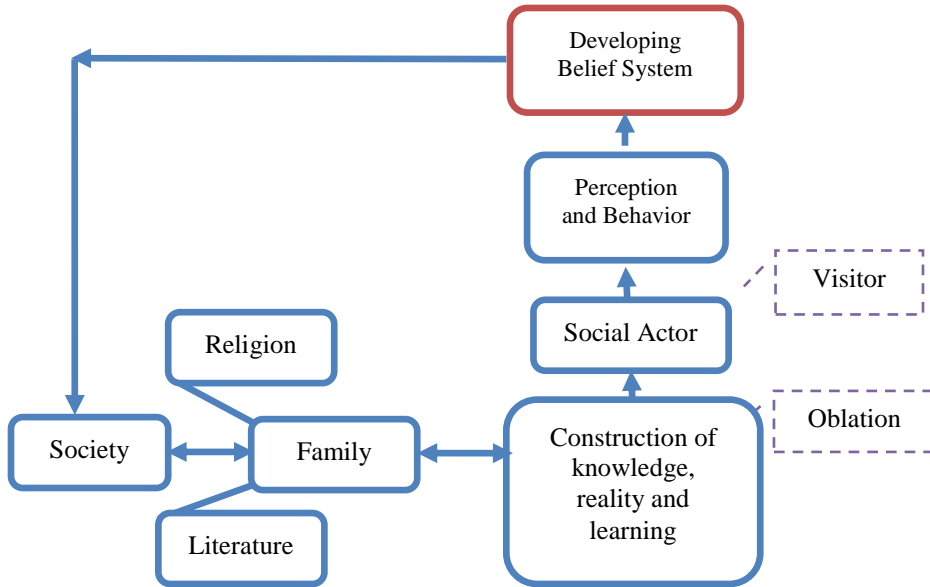 Developing
Belief System
Perception
and Behavior
Visitor
Social Actor
Religion
Oblation
Society
Family
Construction of
knowledge,
reality and
learning
Literature